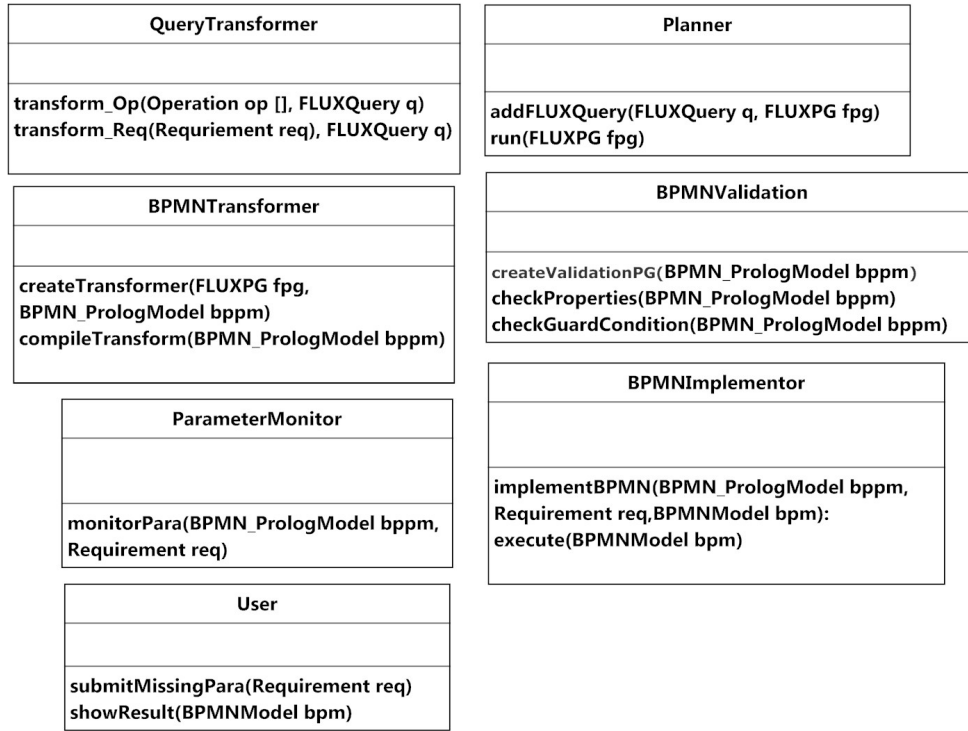 QueryTransformer
transform_Op(Operation op [], FLUXQuery q)
transform_Req(Requriement req), FLUXQuery q)
Planner
addFLUXQuery(FLUXQuery q, FLUXPG fpg)
run(FLUXPG fpg)
BPMNTransformer
createTransformer(FLUXPG fpg,
BPMN_PrologModel bppm)
compileTransform(BPMN_PrologModel bppm)
BPMNValidation
createValidationPG(BPMN_PrologModel bppm)
checkProperties(BPMN_PrologModel bppm)
checkGuardCondition(BPMN_PrologModel bppm)
ParameterMonitor
monitorPara(BPMN_PrologModel bppm,
Requirement req)
BPMNImplementor
implementBPMN(BPMN_PrologModel bppm,
Requirement req,BPMNModel bpm):
execute(BPMNModel bpm)
User
submitMissingPara(Requirement req)
showResult(BPMNModel bpm)